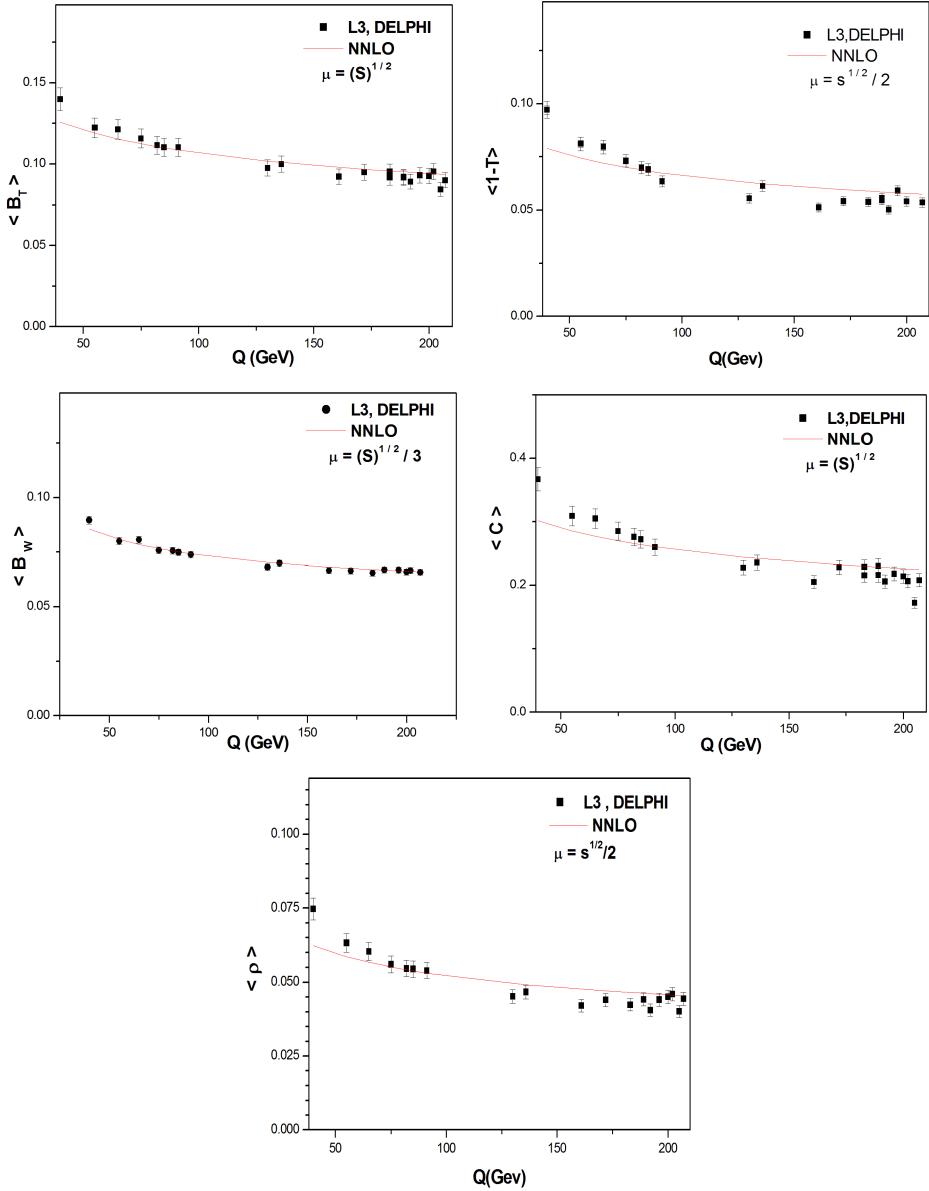 L3, DELPHI
NNLO
μ = (S)^{1/2}
0.15
0.10
0.05
0.00
< B_T >
50 100 150 200
Q (GeV)
L3,DELPHI
NNLO
μ = s^{1/2} / 2
0.10
0.05
0.00
<1-T>
50 100 150 200
Q(Gev)
L3, DELPHI
NNLO
μ = (S)^{1/2} / 3
0.10
0.05
0.00
< B_W >
50 100 150 200
Q (GeV)
L3,DELPHI
NNLO
μ = (S)^{1/2}
0.4
0.2
0.0
< C >
50 100 150 200
Q (GeV)
L3 , DELPHI
NNLO
μ = s^{1/2}/2
0.100
0.075
0.050
0.025
0.000
< ρ >
50 100 150 200
Q(Gev)